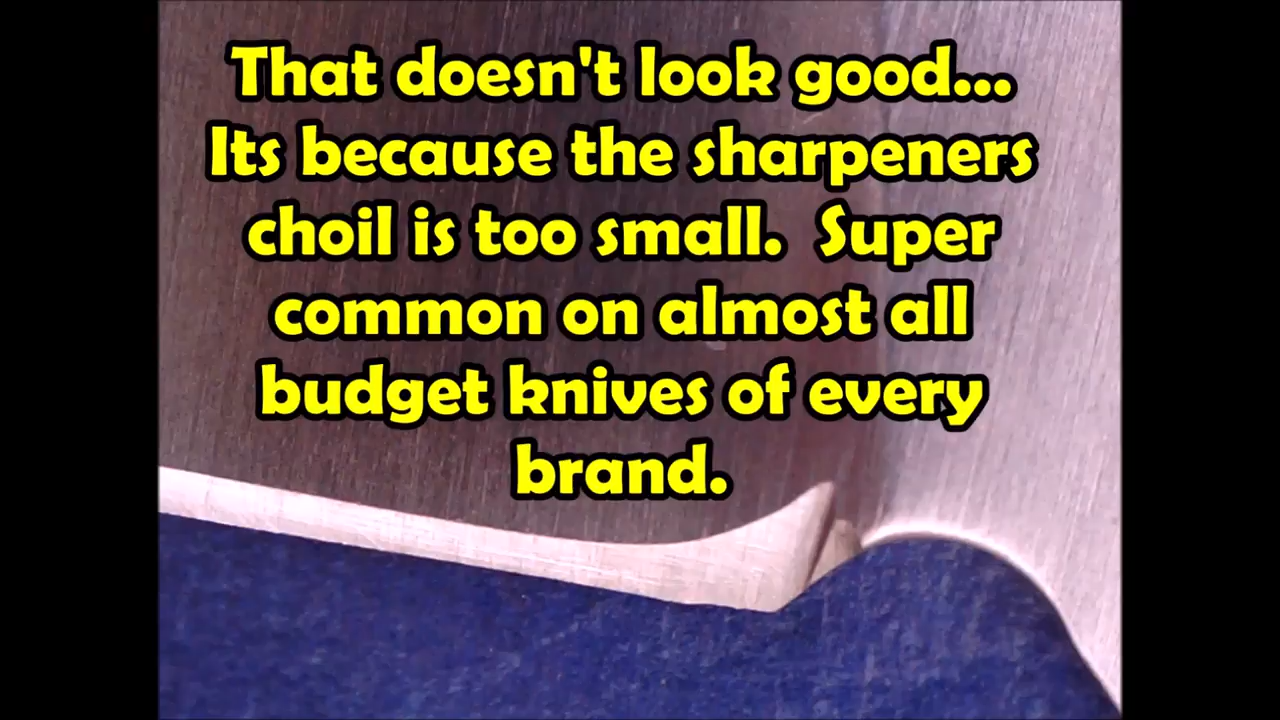 That doesn't look good...
Its because the sharpeners
choil is too small.  Super
common on almost all
budget knives of every
brand.